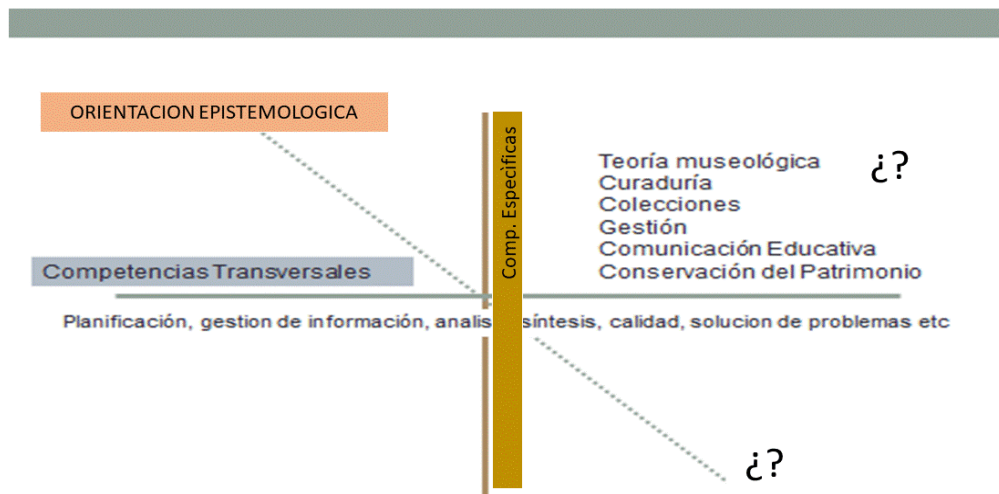 ORIENTACION EPISTEMOLOGICA
Comp. Especìficas
Teoría museológica
¿?
Curaduría
Colecciones
Gestión
Comunicación Educativa
Conservación del Patrimonio
Competencias Transversales
Planificación, gestion de información, analis síntesis, calidad, solucion de problemas etc
¿?